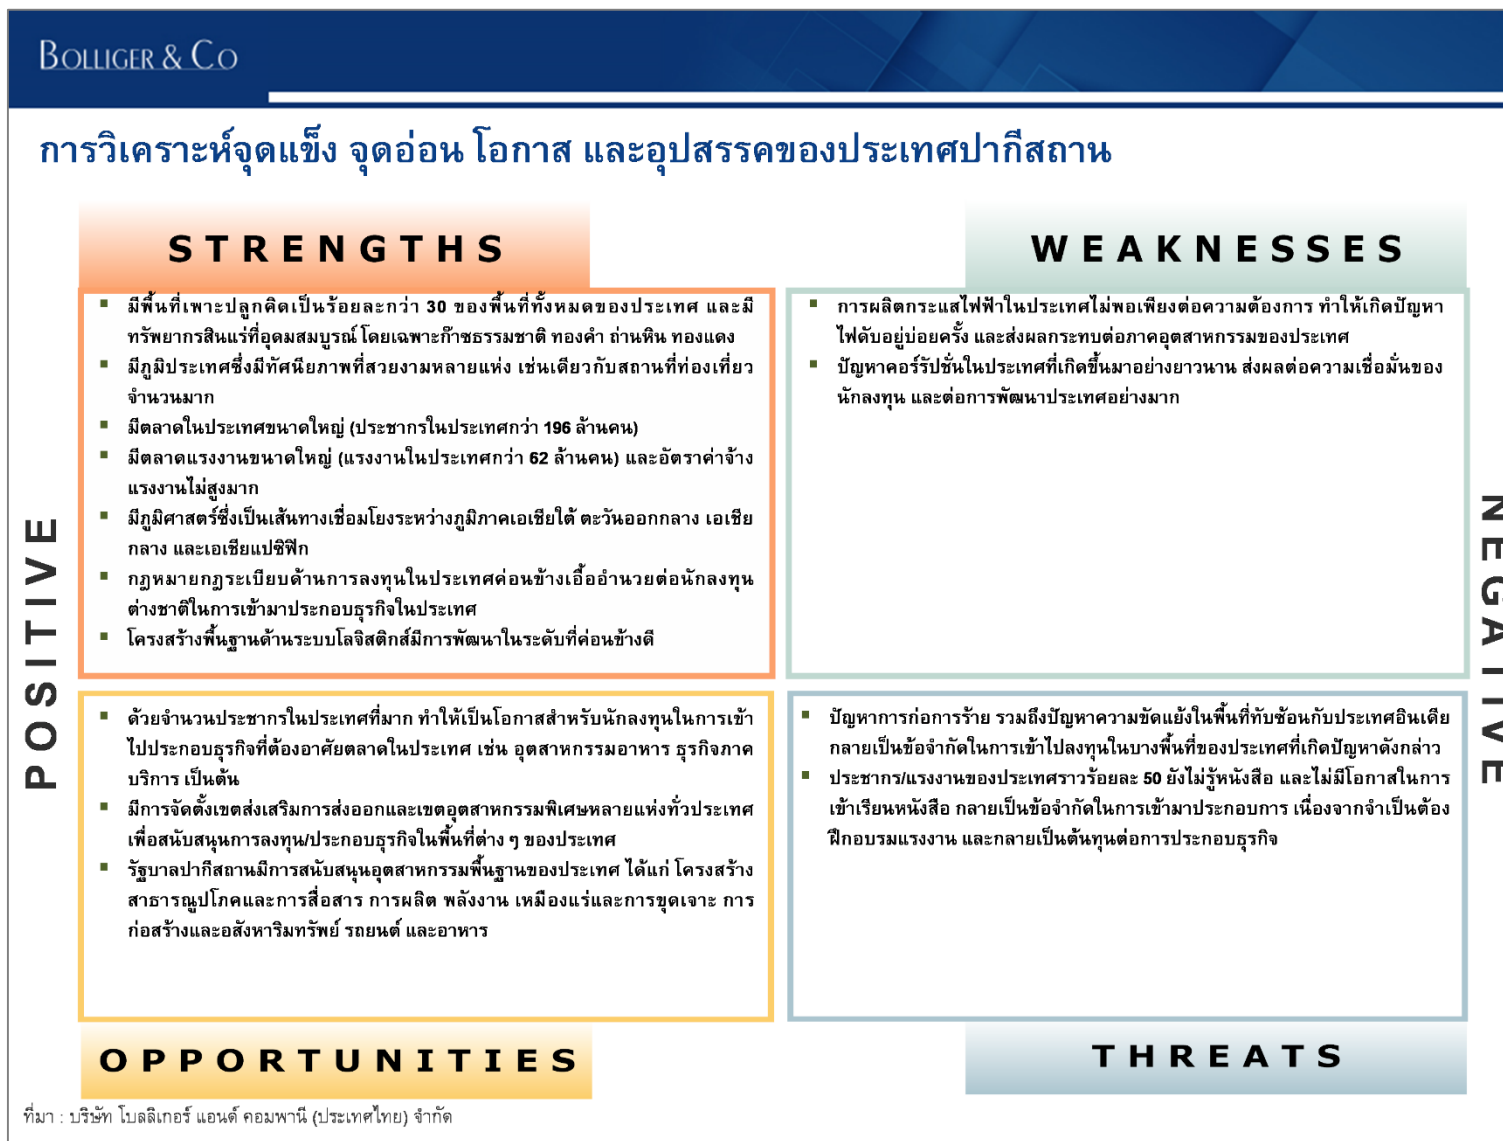 BOLLIGER & CO
การวิเคราะห์จุดแข็ง จุดอ่อน โอกาส และอุปสรรคของประเทศปากีสถาน
STRENGTHS
มีพื้นที่เพาะปลูกคิดเป็นร้อยละกว่า 30 ของพื้นที่ทั้งหมดของประเทศ และมี
ทรัพยากรสินแร่ที่อุดมสมบูรณ์ โดยเฉพาะก๊าซธรรมชาติ ทองคำ ถ่านหิน ทองแดง
มีภูมิประเทศซึ่งมีทัศนียภาพที่สวยงามหลายแห่ง เช่นเดียวกับสถานที่ท่องเที่ยว
จำนวนมาก
มีตลาดในประเทศขนาดใหญ่ (ประชากรในประเทศกว่า 196 ล้านคน)
มีตลาดแรงงานขนาดใหญ่ (แรงงานในประเทศกว่า 62 ล้านคน) และอัตราค่าจ้าง
แรงงานไม่สูงมาก
มีภูมิศาสตร์ซึ่งเป็นเส้นทางเชื่อมโยงระหว่างภูมิภาคเอเชียใต้ ตะวันออกกลาง เอเชีย
กลาง และเอเชียแปซิฟิก
กฎหมายกฎระเบียบด้านการลงทุนในประเทศค่อนข้างเอื้ออำนวยต่อนักลงทุน
ต่างชาติในการเข้ามาประกอบธุรกิจในประเทศ
โครงสร้างพื้นฐานด้านระบบโลจิสติกส์มีการพัฒนาในระดับที่ค่อนข้างดี
WEAKNESSES
การผลิตกระแสไฟฟ้าในประเทศไม่พอเพียงต่อความต้องการ ทำให้เกิดปัญหา
ไฟดับอยู่บ่อยครั้ง และส่งผลกระทบต่อภาคอุตสาหกรรมของประเทศ
ปัญหาคอร์รัปชั่นในประเทศที่เกิดขึ้นมาอย่างยาวนาน ส่งผลต่อความเชื่อมั่นของ
นักลงทุน และต่อการพัฒนาประเทศอย่างมาก
POSITIVE
NEGATIVE
ด้วยจำนวนประชากรในประเทศที่มาก ทำให้เป็นโอกาสสำหรับนักลงทุนในการเข้า
ไปประกอบธุรกิจที่ต้องอาศัยตลาดในประเทศ เช่น อุตสาหกรรมอาหาร ธุรกิจภาค
บริการ เป็นต้น
มีการจัดตั้งเขตส่งเสริมการส่งออกและเขตอุตสาหกรรมพิเศษหลายแห่งทั่วประเทศ
เพื่อสนับสนุนการลงทุน/ประกอบธุรกิจในพื้นที่ต่าง ๆ ของประเทศ
รัฐบาลปากีสถานมีการสนับสนุนอุตสาหกรรมพื้นฐานของประเทศ ได้แก่ โครงสร้าง
สาธารณูปโภคและการสื่อสาร การผลิต พลังงาน เหมืองแร่และการขุดเจาะ การ
ก่อสร้างและอสังหาริมทรัพย์ รถยนต์ และอาหาร
OPPORTUNITIES
ปัญหาการก่อการร้าย รวมถึงปัญหาความขัดแย้งในพื้นที่ทับซ้อนกับประเทศอินเดีย
กลายเป็นข้อจำกัดในการเข้าไปลงทุนในบางพื้นที่ของประเทศที่เกิดปัญหาดังกล่าว
ประชากร/แรงงานของประเทศราวร้อยละ 50 ยังไม่รู้หนังสือ และไม่มีโอกาสในการ
เข้าเรียนหนังสือ กลายเป็นข้อจำกัดในการเข้ามาประกอบการ เนื่องจากจำเป็นต้อง
ฝึกอบรมแรงงาน และกลายเป็นต้นทุนต่อการประกอบธุรกิจ
THREATS
ที่มา : บริษัท โบลลิเกอร์ แอนด์ คอมพานี (ประเทศไทย) จำกัด